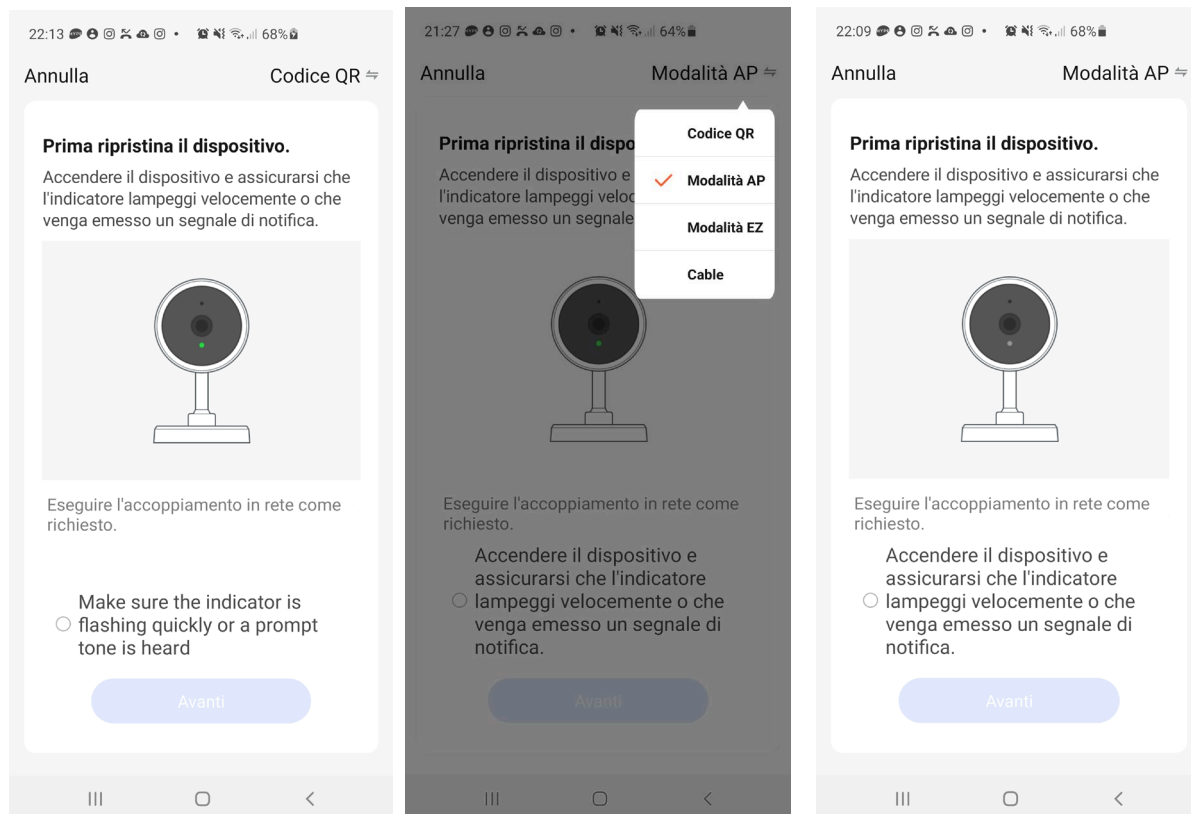 22:13
68%
Annulla
Codice QR
Prima ripristina il dispositivo.
Accendere il dispositivo e assicurarsi che
l'indicatore lampeggi velocemente o che
venga emesso un segnale di notifica.
Eseguire l'accoppiamento in rete come
richiesto.
Make sure the indicator is
flashing quickly or a prompt
tone is heard
Avanti
21:27
64%
Annulla
Modalità AP
Codice QR
Modalità AP
Modalità EZ
Cable
Prima ripristina il dispo
Accendere il dispositivo e
l'indicatore lampeggi veloc
venga emesso un segnale
Eseguire l'accoppiamento in rete come
richiesto.
Accendere il dispositivo e
assicurarsi che l'indicatore
lampeggi velocemente o che
venga emesso un segnale di
notifica.
Avanti
22:09
68%
Annulla
Modalità AP
Prima ripristina il dispositivo.
Accendere il dispositivo e assicurarsi che
l'indicatore lampeggi velocemente o che
venga emesso un segnale di notifica.
Eseguire l'accoppiamento in rete come
richiesto.
Accendere il dispositivo e
assicurarsi che l'indicatore
lampeggi velocemente o che
venga emesso un segnale di
notifica.
Avanti